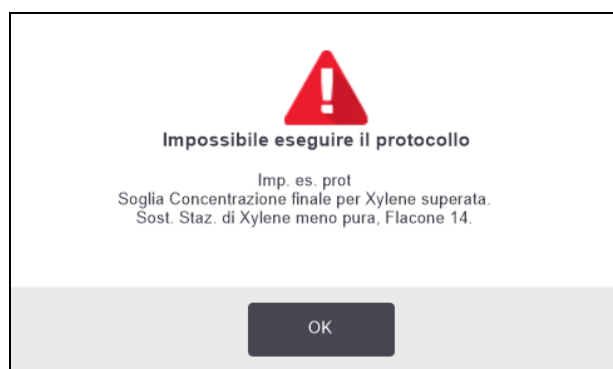 Impossibile eseguire il protocollo
Imp. es. prot
Soglia Concentrazione finale per Xylene superata.
Sost. Staz. di Xylene meno pura, Flacone 14.
OK